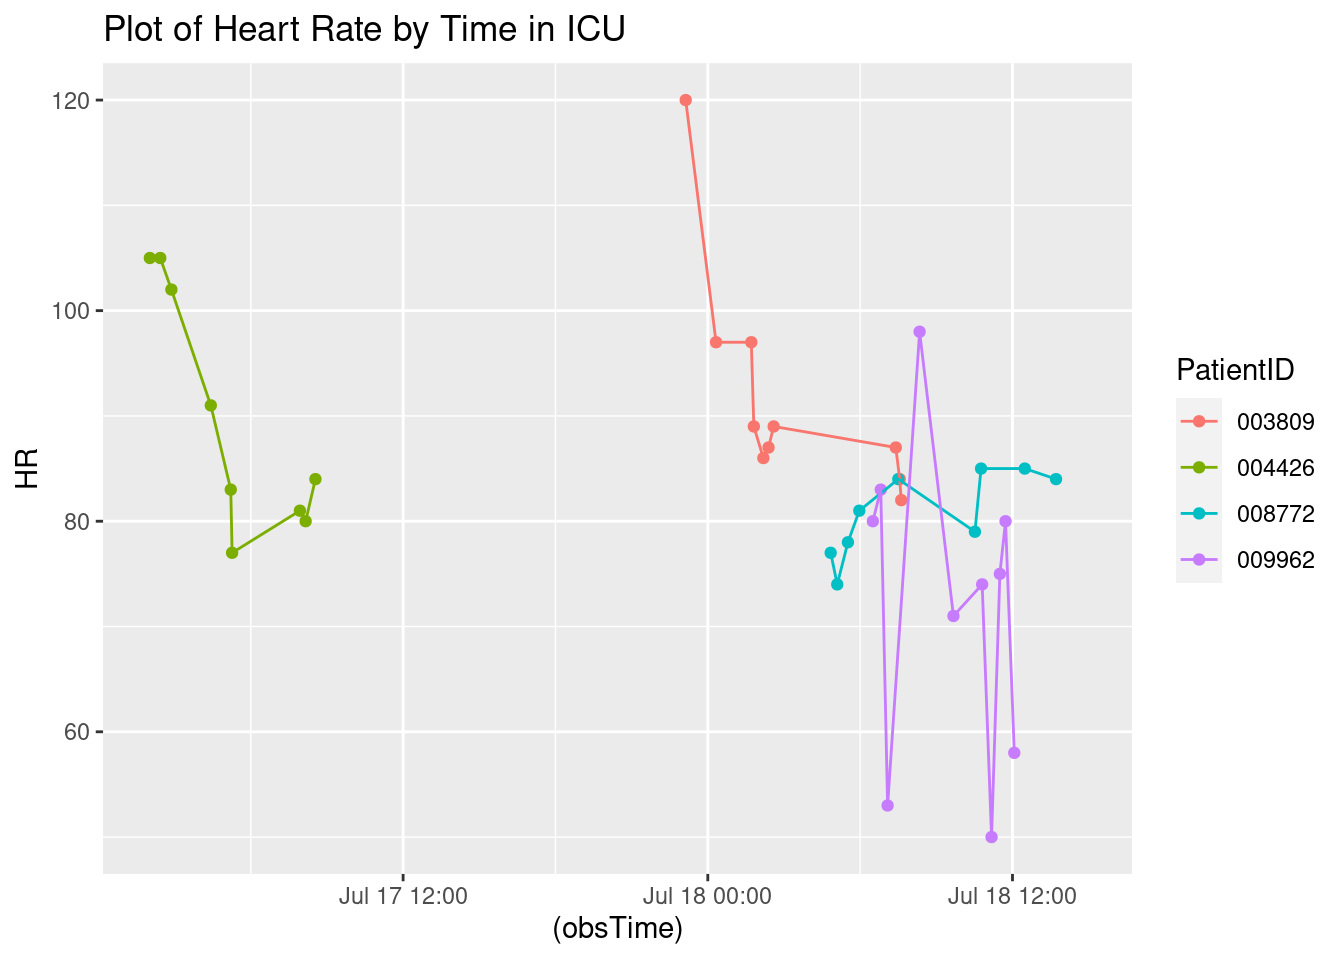 Plot of Heart Rate by Time in ICU
120
100
80
60
HR
Jul 17 12:00
Jul 18 00:00
Jul 18 12:00
(obsTime)
PatientID
003809
004426
008772
009962